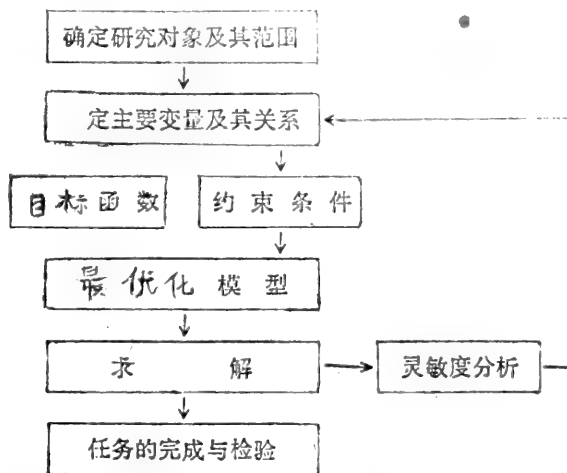 确定研究对象及其范围
定主要变量及其关系
目标函数 约束条件
最优化模型
求解
灵敏度分析
任务的完成与检验